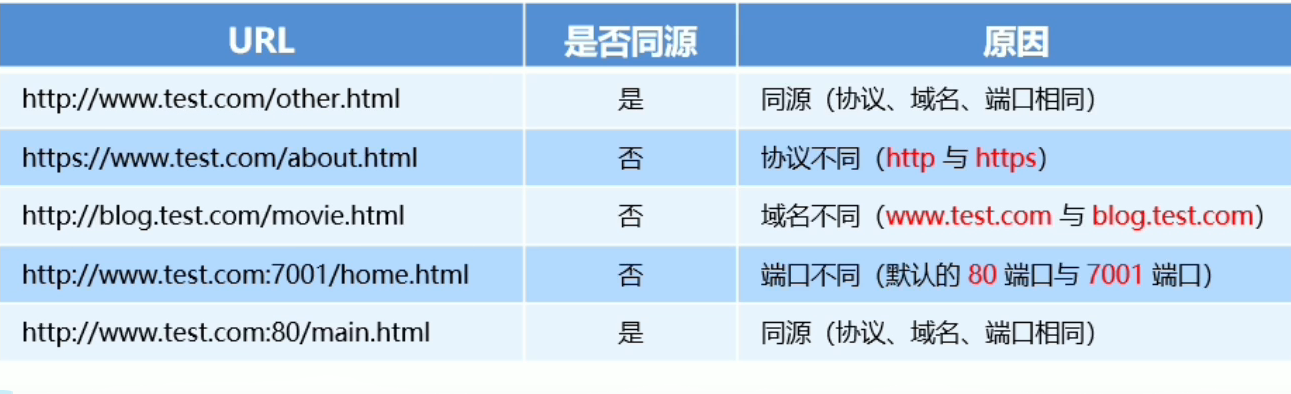 URL 是否同源 原因
http://www.test.com/other.html 是 同源（协议、域名、端口相同）
https://www.test.com/about.html 否 协议不同（http 与 https）
http://blog.test.com/movie.html 否 域名不同（www.test.com 与 blog.test.com）
http://www.test.com:7001/home.html 否 端口不同（默认的 80 端口与 7001 端口）
http://www.test.com:80/main.html 是 同源（协议、域名、端口相同）